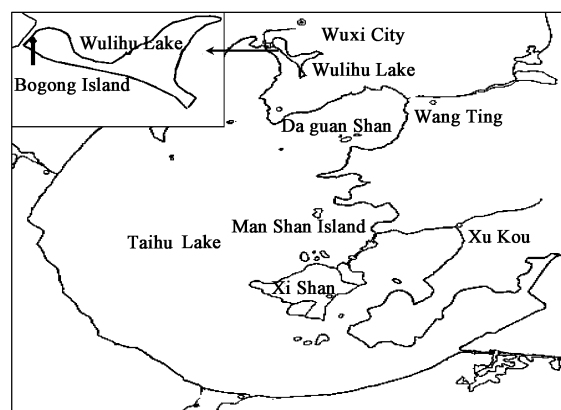 Wulihu Lake
Bogong Island
Wuxi City
Wulihu Lake
Wang Ting
Da guan Shan
Man Shan Island
Taihu Lake
Xu Kou
Xi Shan